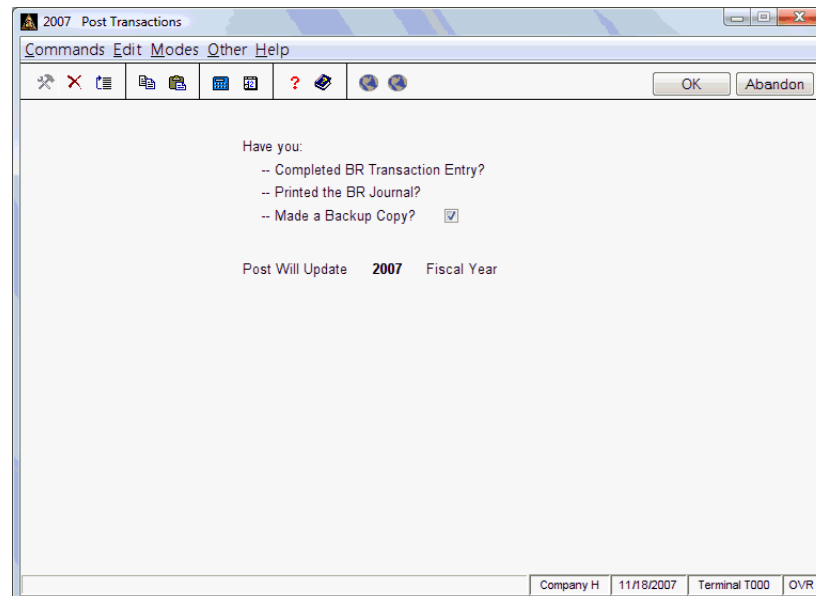 2007 Post Transactions
Commands Edit Modes Other Help
OK Abandon
Have you:
-- Completed BR Transaction Entry?
-- Printed the BR Journal?
-- Made a Backup Copy?
Post Will Update 2007 Fiscal Year
Company H 11/18/2007 Terminal T000 OVR